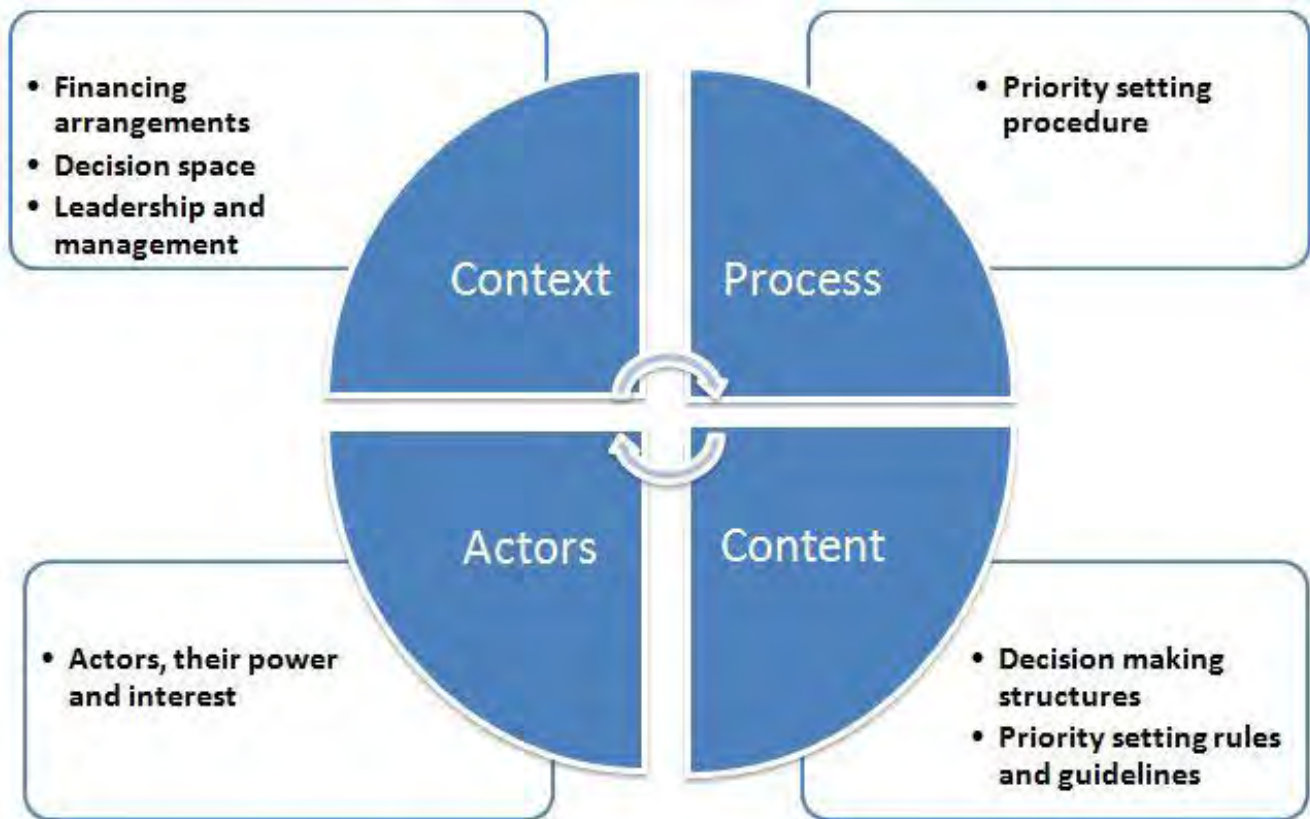 • Financing
arrangements
• Decision space
• Leadership and
management
• Priority setting
procedure
Context
Process
Actors
Content
• Actors, their power
and interest
• Decision making
structures
• Priority setting rules
and guidelines